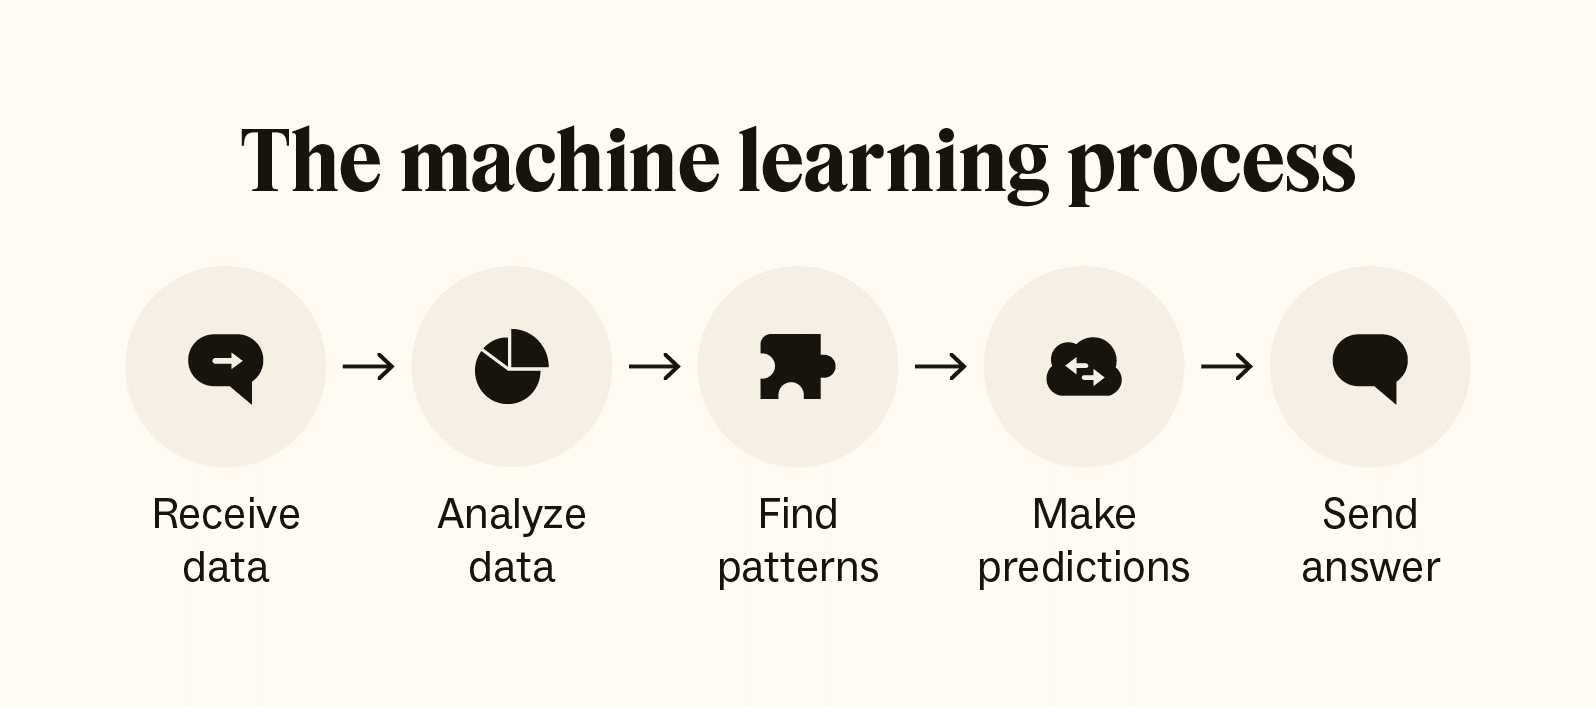 The machine learning process
Receive
data
Analyze
data
Find
patterns
Make
predictions
Send
answer